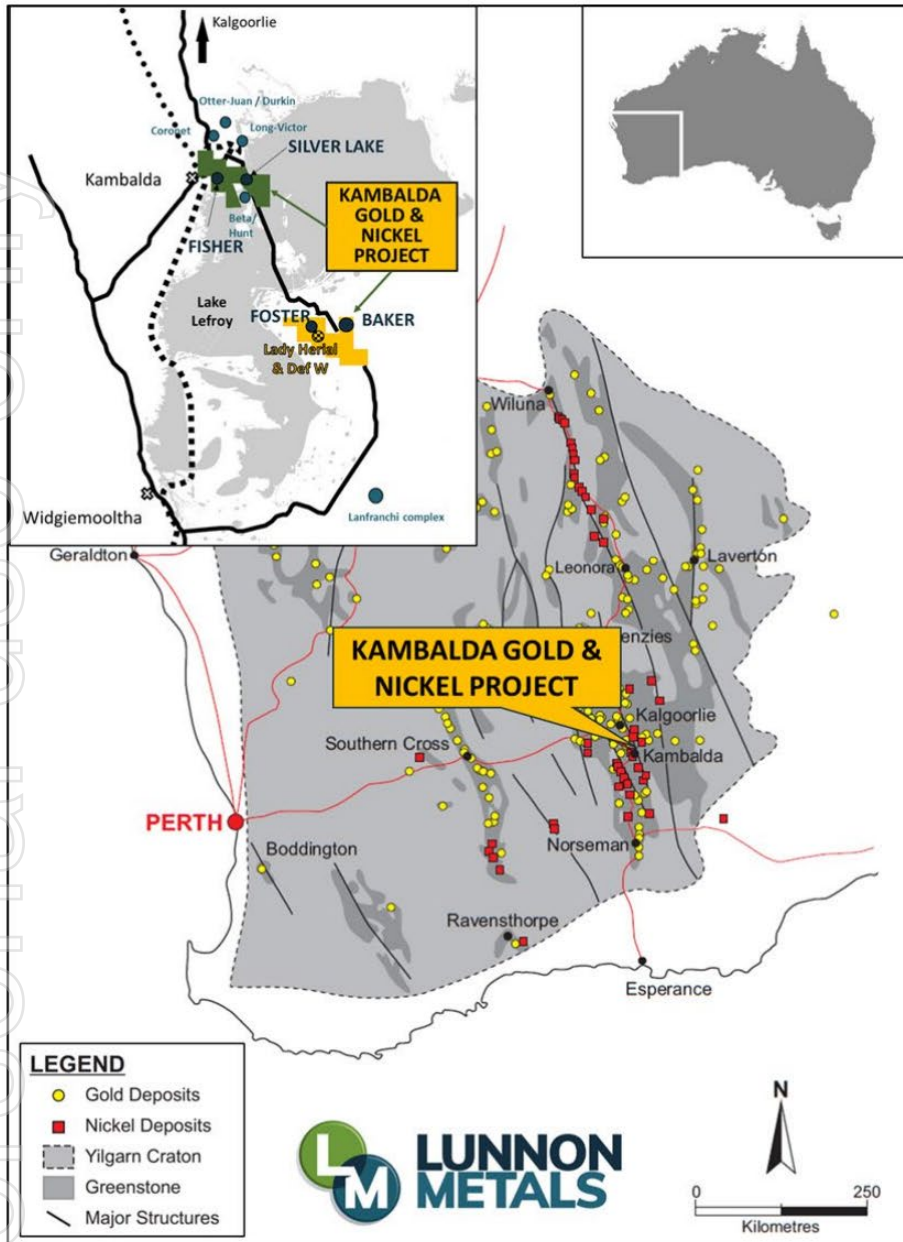 Kalgoorlie
Otter-Juan / Durkin
Coronet
Long-Victor
SILVER LAKE
Kambalda
Beta/
Hunt
FISHER
KAMBALDA
GOLD &
NICKEL
PROJECT
Lake
Lefroy
FOSTER
BAKER
Lady Herial
& Def W
Widgiemooltha
Lanfranchi complex
Wiluna
Geraldton
Leonora
Laverton
enzies
KAMBALDA GOLD &
NICKEL PROJECT
Kalgoorlie
Southern Cross
Kambalda
PERTH
Boddington
Norseman
Ravensthorpe
Esperance
LEGEND
Gold Deposits
Nickel Deposits
Yilgarn Craton
Greenstone
Major Structures
LM
LUNNON
METALS
N
0 250
Kilometres